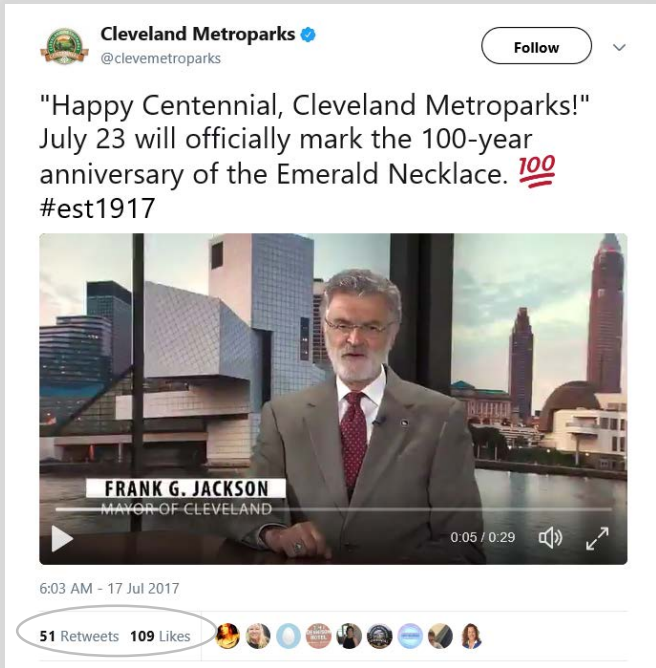 Cleveland Metroparks
@clevemetroparks
Follow
"Happy Centennial, Cleveland Metroparks!"
July 23 will officially mark the 100-year
anniversary of the Emerald Necklace. 💯
#est1917
FRANK G. JACKSON
MAYOR OF CLEVELAND
0:05 / 0:29
6:03 AM - 17 Jul 2017
51 Retweets 109 Likes